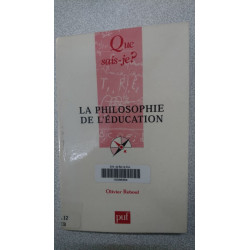 Que
sais-je?
LA PHILOSOPHIE
DE L'ÉDUCATION
Olivier Reboul
puf